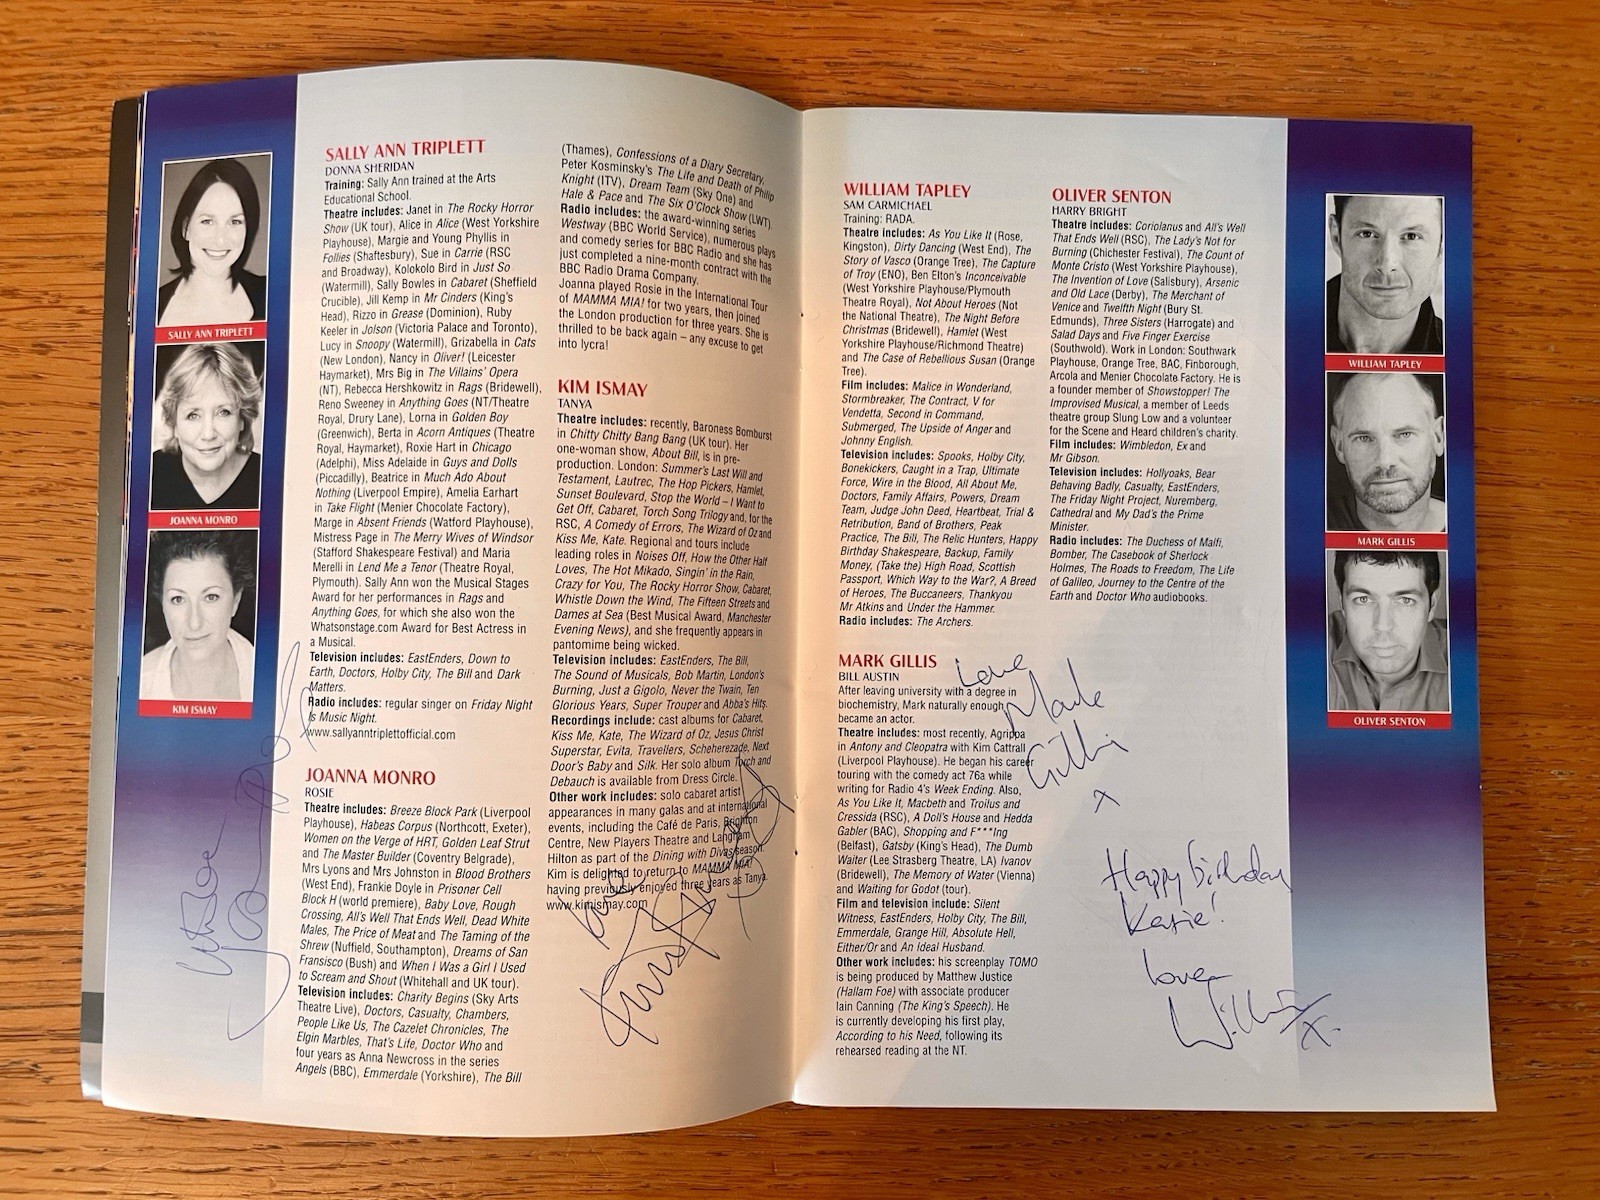 SALLY ANN TRIPLETT
JOANNA MONRO
KIM ISMAY
SALLY ANN TRIPLETT
DONNA SHERIDAN
Training: Sally Ann trained at the Arts
Educational School.
Theatre includes: Janet in The Rocky Horror
Show (UK tour), Alice in Alice (West Yorkshire
Playhouse), Margie and Young Phyllis in
Follies (Shaftesbury), Sue in Carrie (RSC
and Broadway), Kolokolo Bird in Just So
(Watermill), Sally Bowles in Cabaret (Sheffield
Crucible), Jill Kemp in Mr Cinders (King's
Head), Rizzo in Grease (Dominion), Ruby
Keeler in Jolson (Victoria Palace and Toronto),
Lucy in Snoopy (Watermill), Grizabella in Cats
(New London), Nancy in Oliver! (Leicester
Haymarket), Mrs Big in The Villains' Opera
(NT), Rebecca Hershkowitz in Rags (Bridewell),
Reno Sweeney in Anything Goes (NT/Theatre
Royal, Drury Lane), Lorna in Golden Boy
(Greenwich), Berta in Acorn Antiques (Theatre
Royal, Haymarket), Roxie Hart in Chicago
(Adelphi), Miss Adelaide in Guys and Dolls
(Piccadilly), Beatrice in Much Ado About
Nothing (Liverpool Empire), Amelia Earhart
in Take Flight (Menier Chocolate Factory),
Marge in Absent Friends (Watford Playhouse),
Mistress Page in The Merry Wives of Windsor
(Stafford Shakespeare Festival) and Maria
Merelli in Lend Me a Tenor (Theatre Royal,
Plymouth). Sally Ann won the Musical Stages
Award for her performances in Rags and
Anything Goes, for which she also won the
Whatsonstage.com Award for Best Actress in
a Musical.
Television includes: EastEnders, Down to
Earth, Doctors, Holby City, The Bill and Dark
Matters.
Radio includes: regular singer on Friday Night
Is Music Night.
www.sallyanntriplettofficial.com
JOANNA MONRO
ROSIE
Theatre includes: Breeze Block Park (Liverpool
Playhouse), Habeas Corpus (Northcott, Exeter),
Women on the Verge of HRT, Golden Leaf Strut
and The Master Builder (Coventry Belgrade),
Mrs Lyons and Mrs Johnston in Blood Brothers
(West End), Frankie Doyle in Prisoner Cell
Block H (world premiere), Baby Love, Rough
Crossing, All's Well That Ends Well, Dead White
Males, The Price of Meat and The Taming of the
Shrew (Nuffield, Southampton), Dreams of San
Fransisco (Bush) and When I Was a Girl I Used
to Scream and Shout (Whitehall and UK tour).
Television includes: Charity Begins (Sky Arts
Theatre Live), Doctors, Casualty, Chambers,
People Like Us, The Cazelet Chronicles, The
Elgin Marbles, That's Life, Doctor Who and
four years as Anna Newcross in the series
Angels (BBC), Emmerdale (Yorkshire), The Bill
(Thames), Confessions of a Diary Secretary,
Peter Kosminsky's The Life and Death of Philip
Knight (ITV), Dream Team (Sky One) and
Hale & Pace and The Six O'Clock Show (LWT).
Radio includes: the award-winning series
Westway (BBC World Service), numerous plays
and comedy series for BBC Radio and she has
just completed a nine-month contract with the
BBC Radio Drama Company.
Joanna played Rosie in the International Tour
of MAMMA MIA! for two years, then joined
the London production for three years. She is
thrilled to be back again – any excuse to get
into lycra!
KIM ISMAY
TANYA
Theatre includes: recently, Baroness Bomburst
in Chitty Chitty Bang Bang (UK tour). Her
one-woman show, About Bill, is in pre-
production. London: Summer's Last Will and
Testament, Lautrec, The Hop Pickers, Hamlet,
Sunset Boulevard, Stop the World – I Want to
Get Off, Cabaret, Torch Song Trilogy and, for the
RSC, A Comedy of Errors, The Wizard of Oz and
Kiss Me, Kate. Regional and tours include
leading roles in Noises Off, How the Other Half
Loves, The Hot Mikado, Singin' in the Rain,
Crazy for You, The Rocky Horror Show, Cabaret,
Whistle Down the Wind, The Fifteen Streets and
Dames at Sea (Best Musical Award, Manchester
Evening News), and she frequently appears in
pantomime being wicked.
Television includes: EastEnders, The Bill,
The Sound of Musicals, Bob Martin, London's
Burning, Just a Gigolo, Never the Twain, Ten
Glorious Years, Super Trouper and Abba's Hits.
Recordings include: cast albums for Cabaret,
Kiss Me, Kate, The Wizard of Oz, Jesus Christ
Superstar, Evita, Travellers, Scheherezade, Next
Door's Baby and Silk. Her solo album Torch and
Debauch is available from Dress Circle.
Other work includes: solo cabaret artist
appearances in many galas and at international
events, including the Café de Paris, Brighton
Centre, New Players Theatre and Langham
Hilton as part of the Dining with Divas season.
Kim is delighted to return to MAMMA MIA!
having previously enjoyed three years as Tanya.
www.kimismay.com
WILLIAM TAPLEY
SAM CARMICHAEL
Training: RADA.
Theatre includes: As You Like It (Rose,
Kingston), Dirty Dancing (West End), The
Story of Vasco (Orange Tree), The Capture
of Troy (ENO), Ben Elton's Inconceivable
(West Yorkshire Playhouse/Plymouth
Theatre Royal), Not About Heroes (Not
the National Theatre), The Night Before
Christmas (Bridewell), Hamlet (West
Yorkshire Playhouse/Richmond Theatre)
and The Case of Rebellious Susan (Orange
Tree).
Film includes: Malice in Wonderland,
Stormbreaker, The Contract, V for
Vendetta, Second in Command,
Submerged, The Upside of Anger and
Johnny English.
Television includes: Spooks, Holby City,
Bonekickers, Caught in a Trap, Ultimate
Force, Wire in the Blood, All About Me,
Doctors, Family Affairs, Powers, Dream
Team, Judge John Deed, Heartbeat, Trial &
Retribution, Band of Brothers, Peak
Practice, The Bill, The Relic Hunters, Happy
Birthday Shakespeare, Backup, Family
Money, (Take the) High Road, Scottish
Passport, Which Way to the War?, A Breed
of Heroes, The Buccaneers, Thankyou
Mr Atkins and Under the Hammer.
Radio includes: The Archers.
MARK GILLIS
BILL AUSTIN
After leaving university with a degree in
biochemistry, Mark naturally enough
became an actor.
Theatre includes: most recently, Agrippa
in Antony and Cleopatra with Kim Cattrall
(Liverpool Playhouse). He began his career
touring with the comedy act 76a while
writing for Radio 4's Week Ending. Also,
As You Like It, Macbeth and Troilus and
Cressida (RSC), A Doll's House and Hedda
Gabler (BAC), Shopping and F***ing
(Belfast), Gatsby (King's Head), The Dumb
Waiter (Lee Strasberg Theatre, LA) Ivanov
(Bridewell), The Memory of Water (Vienna)
and Waiting for Godot (tour).
Film and television include: Silent
Witness, EastEnders, Holby City, The Bill,
Emmerdale, Grange Hill, Absolute Hell,
Either/Or and An Ideal Husband.
Other work includes: his screenplay TOMO
is being produced by Matthew Justice
(Hallam Foe) with associate producer
Iain Canning (The King's Speech). He
is currently developing his first play,
According to his Need, following its
rehearsed reading at the NT.
OLIVER SENTON
HARRY BRIGHT
Theatre includes: Coriolanus and All's Well
That Ends Well (RSC), The Lady's Not for
Burning (Chichester Festival), The Count of
Monte Cristo (West Yorkshire Playhouse),
The Invention of Love (Salisbury), Arsenic
and Old Lace (Derby), The Merchant of
Venice and Twelfth Night (Bury St.
Edmunds), Three Sisters (Harrogate) and
Salad Days and Five Finger Exercise
(Southwold). Work in London: Southwark
Playhouse, Orange Tree, BAC, Finborough,
Arcola and Menier Chocolate Factory. He is
a founder member of Showstopper! The
Improvised Musical, a member of Leeds
theatre group Slung Low and a volunteer
for the Scene and Heard children's charity.
Film includes: Wimbledon, Ex and
Mr Gibson.
Television includes: Hollyoaks, Bear
Behaving Badly, Casualty, EastEnders,
The Friday Night Project, Nuremberg,
Cathedral and My Dad's the Prime
Minister.
Radio includes: The Duchess of Malfi,
Bomber, The Casebook of Sherlock
Holmes, The Roads to Freedom, The Life
of Galileo, Journey to the Centre of the
Earth and Doctor Who audiobooks.
Love
Mark
Gillis
x
Happy birthday
Katie!
love
William x.
WILLIAM TAPLEY
MARK GILLIS
OLIVER SENTON